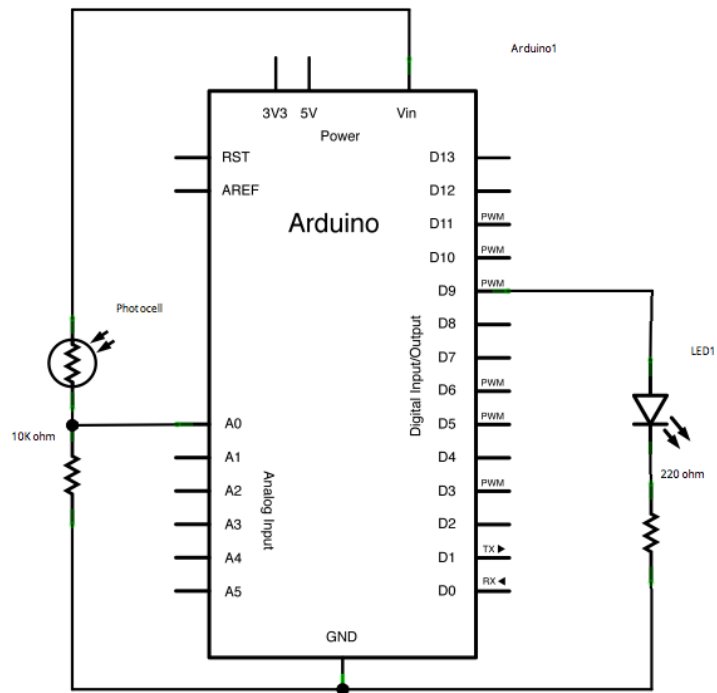 Arduino1
3V3 5V Vin
Power
RST D13
AREF D12
Arduino
D11 PWM
D10 PWM
D9 PWM
Photocell
D8
LED1
D7
D6 PWM
Digital Input/Output
10K ohm
A0 D5 PWM
A1 D4
220 ohm
A2 D3 PWM
Analog Input
A3 D2
A4 D1 TX ▶
A5 D0 RX ◀
GND